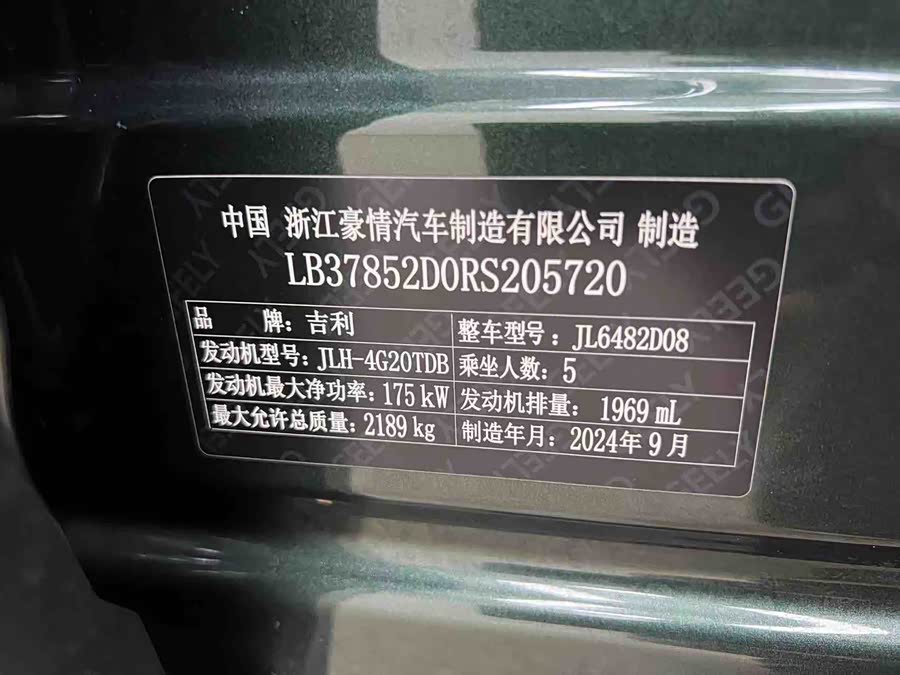 中国 浙江豪情汽车制造有限公司 制造
LB37852D0RS205720
品 牌：吉利 整车型号：JL6482D08
发动机型号：JLH-4G20TDB 乘坐人数：5
发动机最大净功率：175 kW 发动机排量：1969 mL
最大允许总质量：2189 kg 制造年月：2024年9月